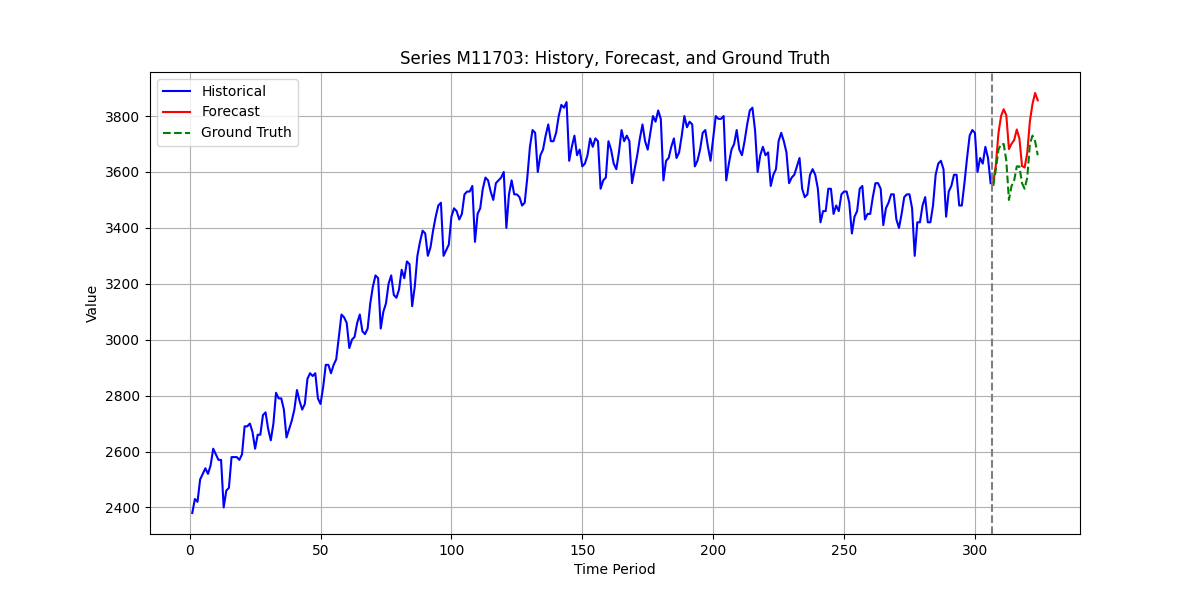 Series M11703: History, Forecast, and Ground Truth
Historical
Forecast
Ground Truth
3800
3600
3400
3200
3000
2800
2600
2400
Value
0 50 100 150 200 250 300
Time Period